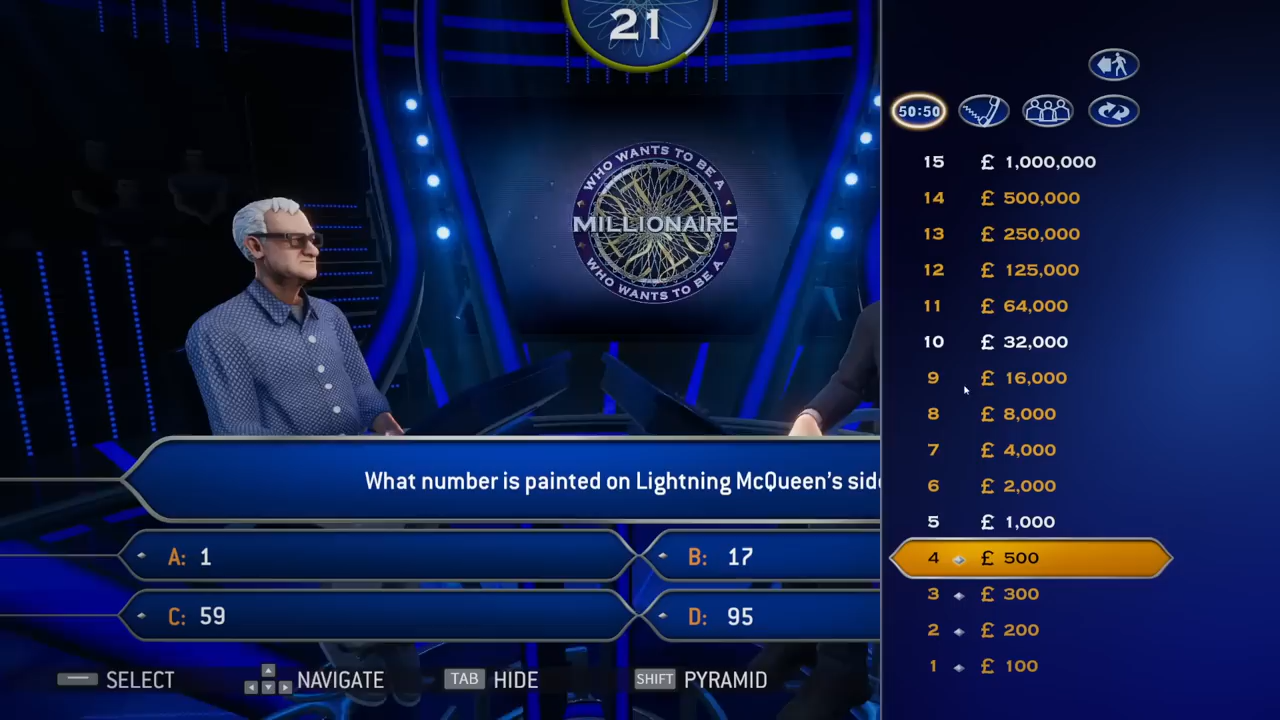 21
WHO WANTS TO BE A
MILLIONAIRE
WHO WANTS TO BE A
50:50
15 £ 1,000,000
14 £ 500,000
13 £ 250,000
12 £ 125,000
11 £ 64,000
10 £ 32,000
9 £ 16,000
8 £ 8,000
7 £ 4,000
6 £ 2,000
5 £ 1,000
4 £ 500
3 £ 300
2 £ 200
1 £ 100
What number is painted on Lightning McQueen's sid
A: 1
B: 17
C: 59
D: 95
SELECT
NAVIGATE
TAB HIDE
SHIFT PYRAMID